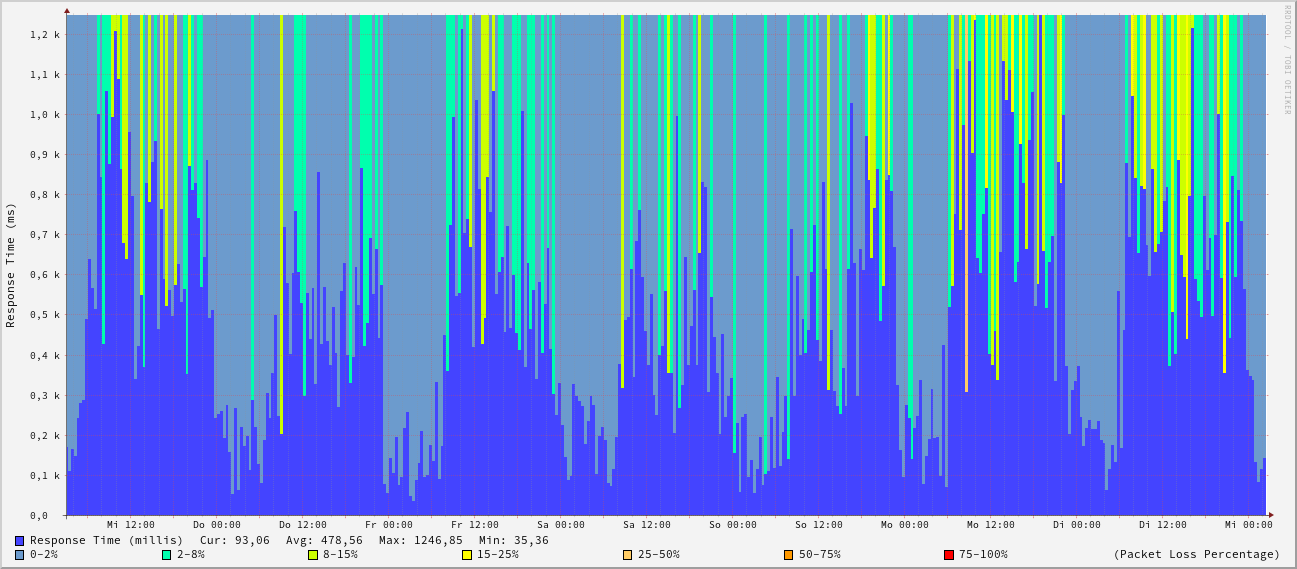 RRDTOOL / TOBI OETIKER
Response Time (ms)
1,2 k
1,1 k
1,0 k
0,9 k
0,8 k
0,7 k
0,6 k
0,5 k
0,4 k
0,3 k
0,2 k
0,1 k
0,0
Mi 12:00 Do 00:00 Do 12:00 Fr 00:00 Fr 12:00 Sa 00:00 Sa 12:00 So 00:00 So 12:00 Mo 00:00 Mo 12:00 Di 00:00 Di 12:00 Mi 00:00
Response Time (millis) Cur: 93,06 Avg: 478,56 Max: 1246,85 Min: 35,36
0-2% 2-8% 8-15% 15-25% 25-50% 50-75% 75-100% (Packet Loss Percentage)